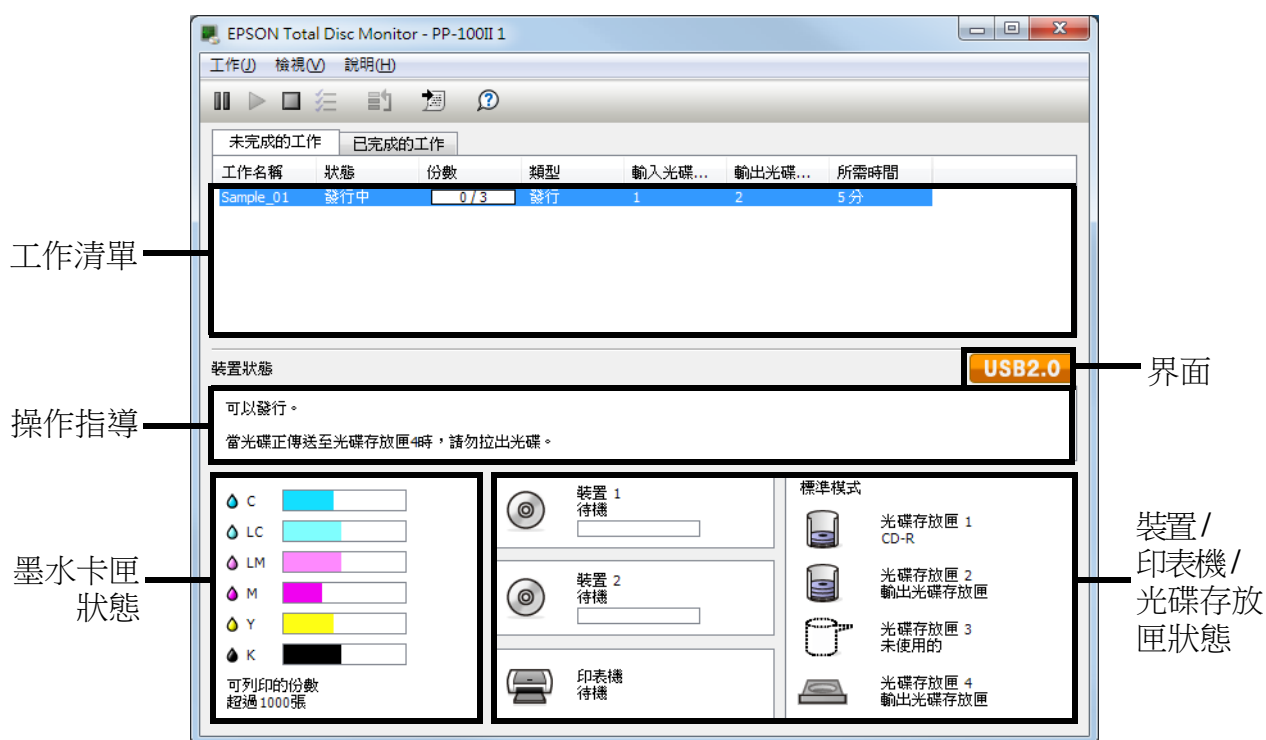 EPSON Total Disc Monitor - PP-100II 1
工作(J) 檢視(V) 說明(H)
未完成的工作 已完成的工作
工作名稱 狀態 份數 類型 輸入光碟... 輸出光碟... 所需時間
Sample_01 發行中 0 / 3 發行 1 2 5 分
工作清單
裝置狀態
USB2.0
界面
可以發行。
當光碟正傳送至光碟存放匣4時，請勿拉出光碟。
操作指導
C
LC
LM
M
Y
K
可列印的份數
超過1000張
墨水卡匣
狀態
裝置 1
待機
裝置 2
待機
印表機
待機
標準模式
光碟存放匣 1
CD-R
光碟存放匣 2
輸出光碟存放匣
光碟存放匣 3
未使用的
光碟存放匣 4
輸出光碟存放匣
裝置/
印表機/
光碟存放
匣狀態